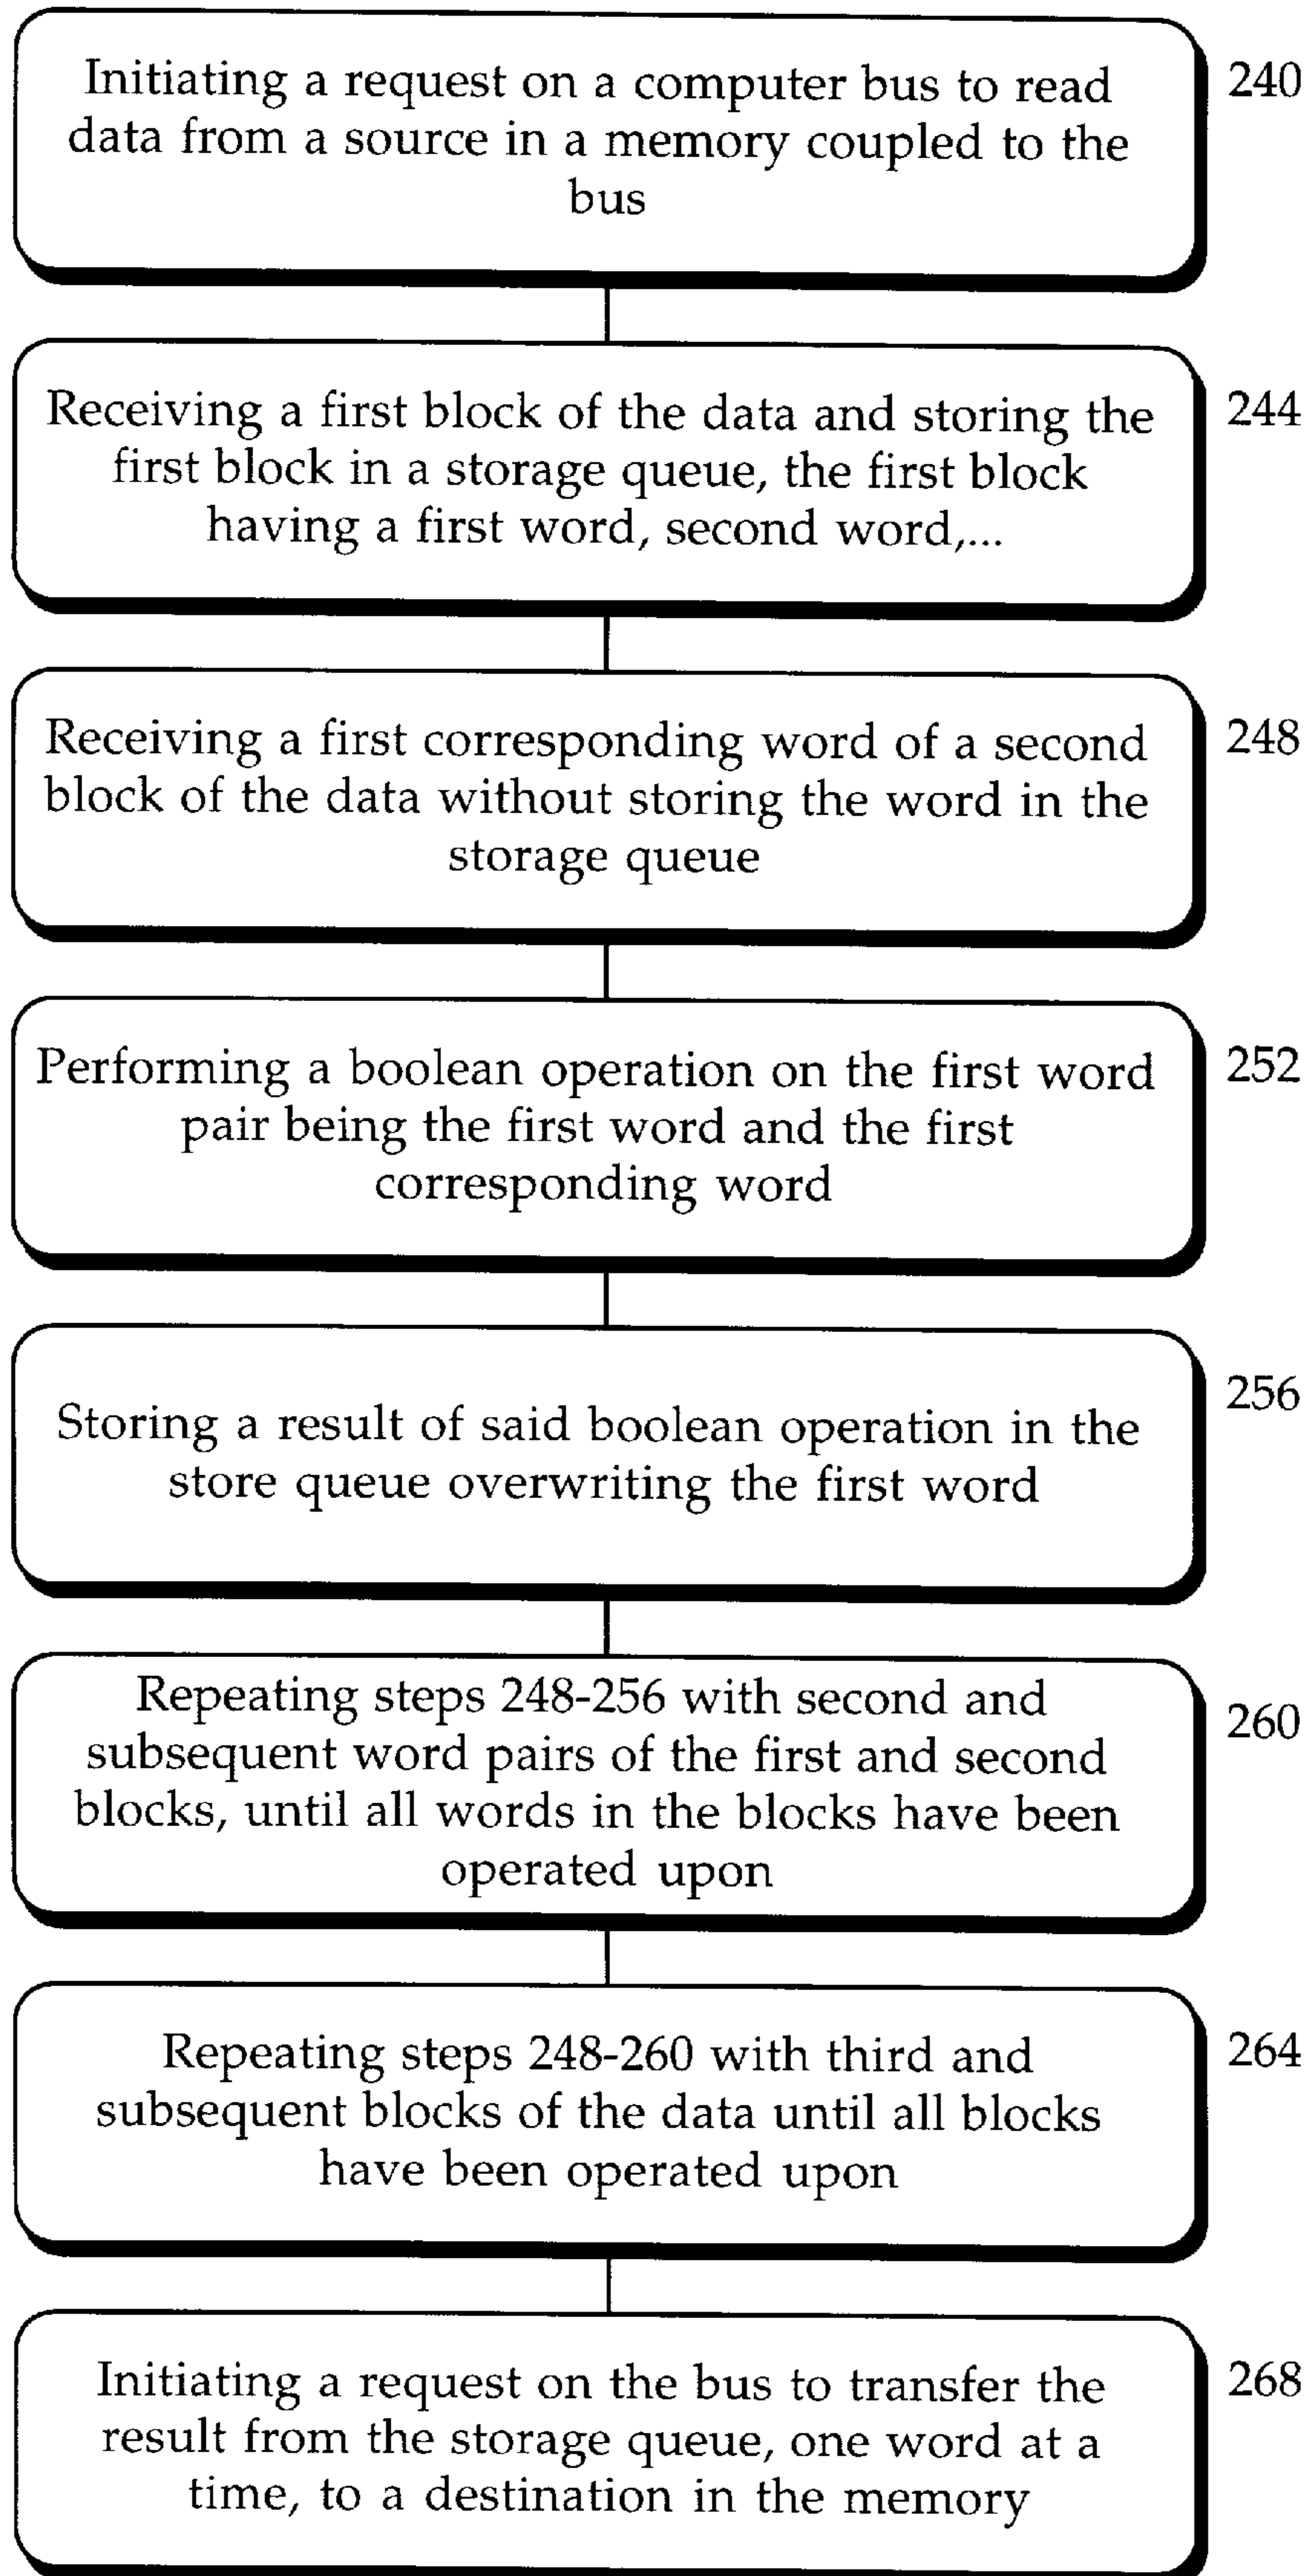 Initiating a request on a computer bus to read
data from a source in a memory coupled to the
bus
240
Receiving a first block of the data and storing the
first block in a storage queue, the first block
having a first word, second word,...
244
Receiving a first corresponding word of a second
block of the data without storing the word in the
storage queue
248
Performing a boolean operation on the first word
pair being the first word and the first
corresponding word
252
Storing a result of said boolean operation in the
store queue overwriting the first word
256
Repeating steps 248-256 with second and
subsequent word pairs of the first and second
blocks, until all words in the blocks have been
operated upon
260
Repeating steps 248-260 with third and
subsequent blocks of the data until all blocks
have been operated upon
264
Initiating a request on the bus to transfer the
result from the storage queue, one word at a
time, to a destination in the memory
268